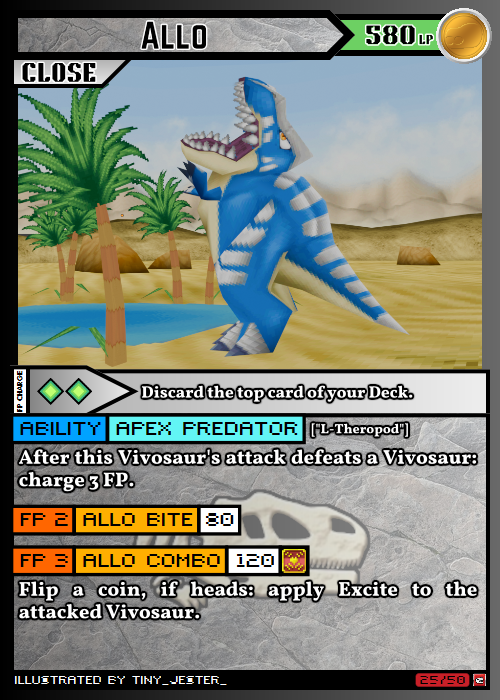 ALLO
580 LP
CLOSE
FP CHARGE
Discard the top card of your Deck.
ABILITY APEX PREDATOR ["L-Theropod"]
After this Vivosaur's attack defeats a Vivosaur:
charge 3 FP.
FP 2 ALLO BITE 80
FP 3 ALLO COMBO 120
Flip a coin, if heads: apply Excite to the
attacked Vivosaur.
ILLUSTRATED BY TINY_JESTER_
25/50